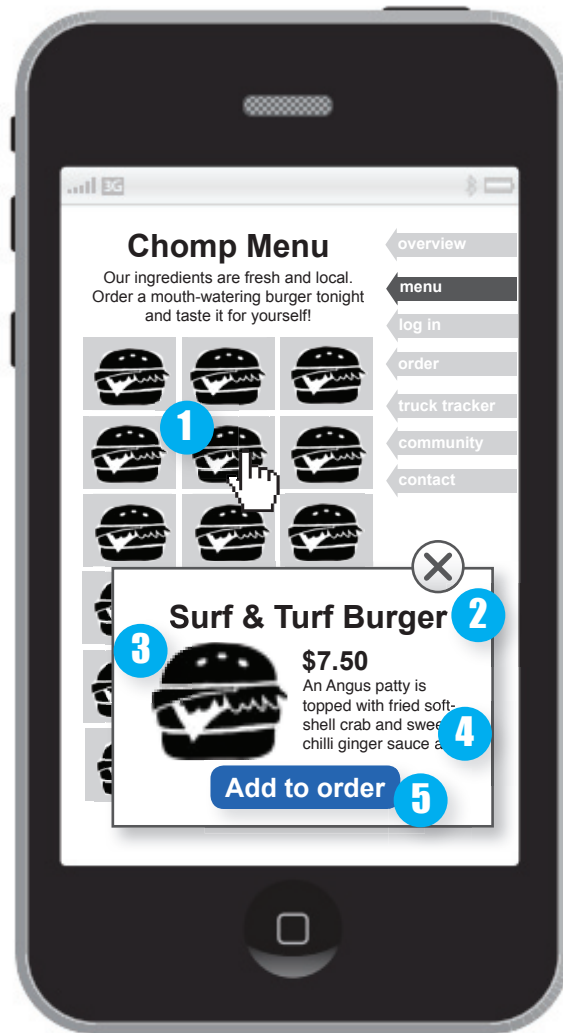 3G
Chomp Menu
Our ingredients are fresh and local.
Order a mouth-watering burger tonight
and taste it for yourself!
overview
menu
log in
order
truck tracker
community
contact
1
2
Surf & Turf Burger
3
$7.50
An Angus patty is
topped with fried soft-
shell crab and
chilli ginger sauce
4
Add to order
5